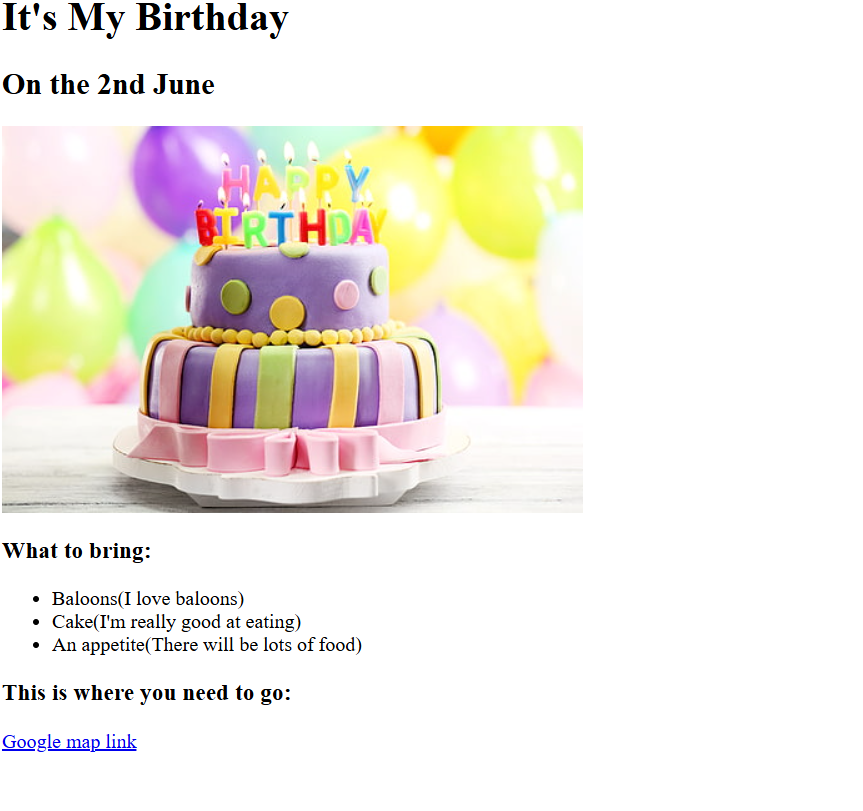 It's My Birthday
On the 2nd June
HAPPY
BIRTHDAY
What to bring:
Baloons(I love baloons)
Cake(I'm really good at eating)
An appetite(There will be lots of food)
This is where you need to go:
Google map link